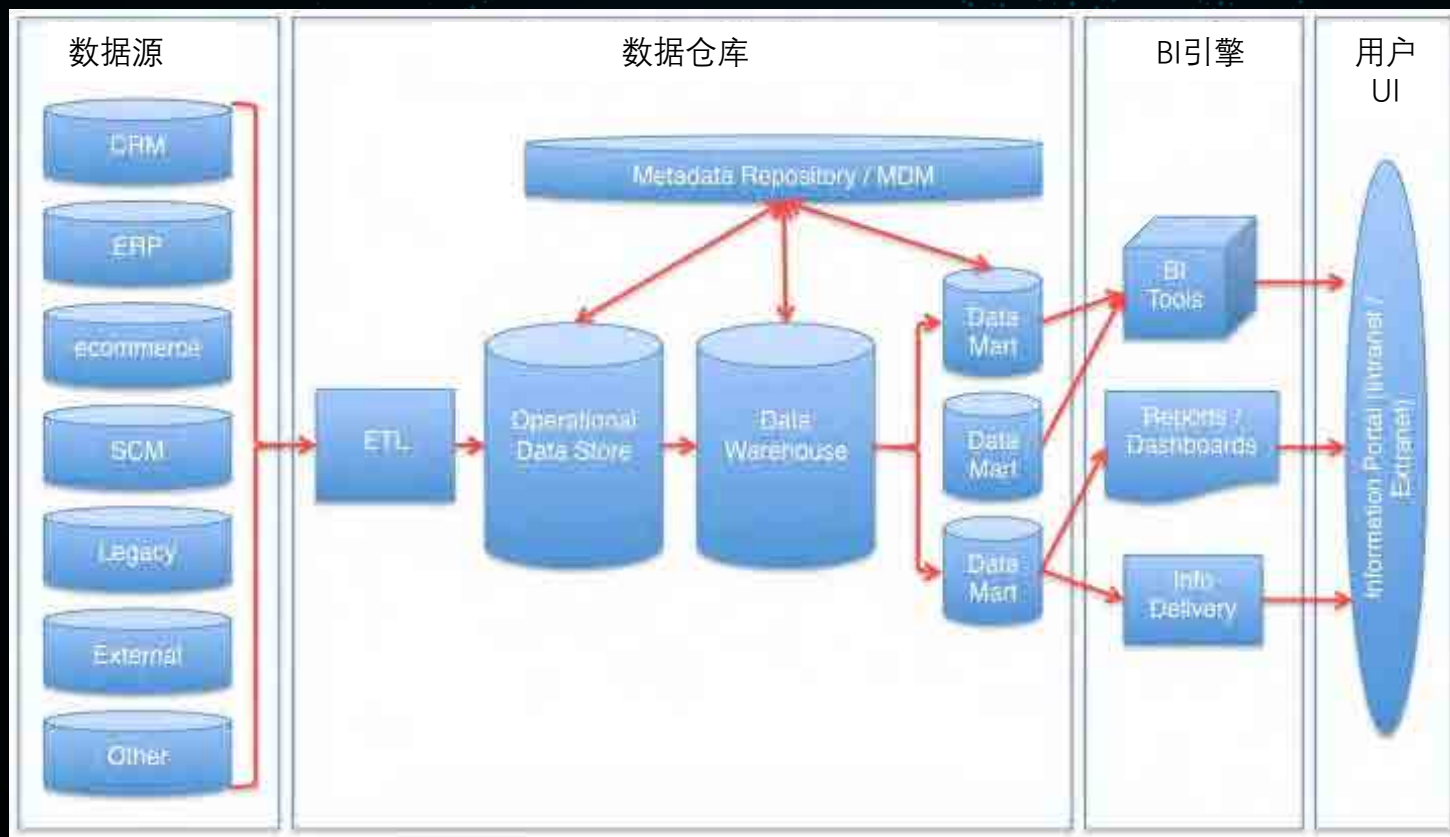 数据源
数据仓库
BI引擎
用户
UI
CRM
ERP
ecommerce
SCM
Legacy
External
Other
Metadata Repository / MDM
ETL
Operational
Data Store
Data
Warehouse
Data
Mart
Data
Mart
Data
Mart
BI
Tools
Reports /
Dashboards
Info
Delivery
Information Portal (Intranet /
Extranet)